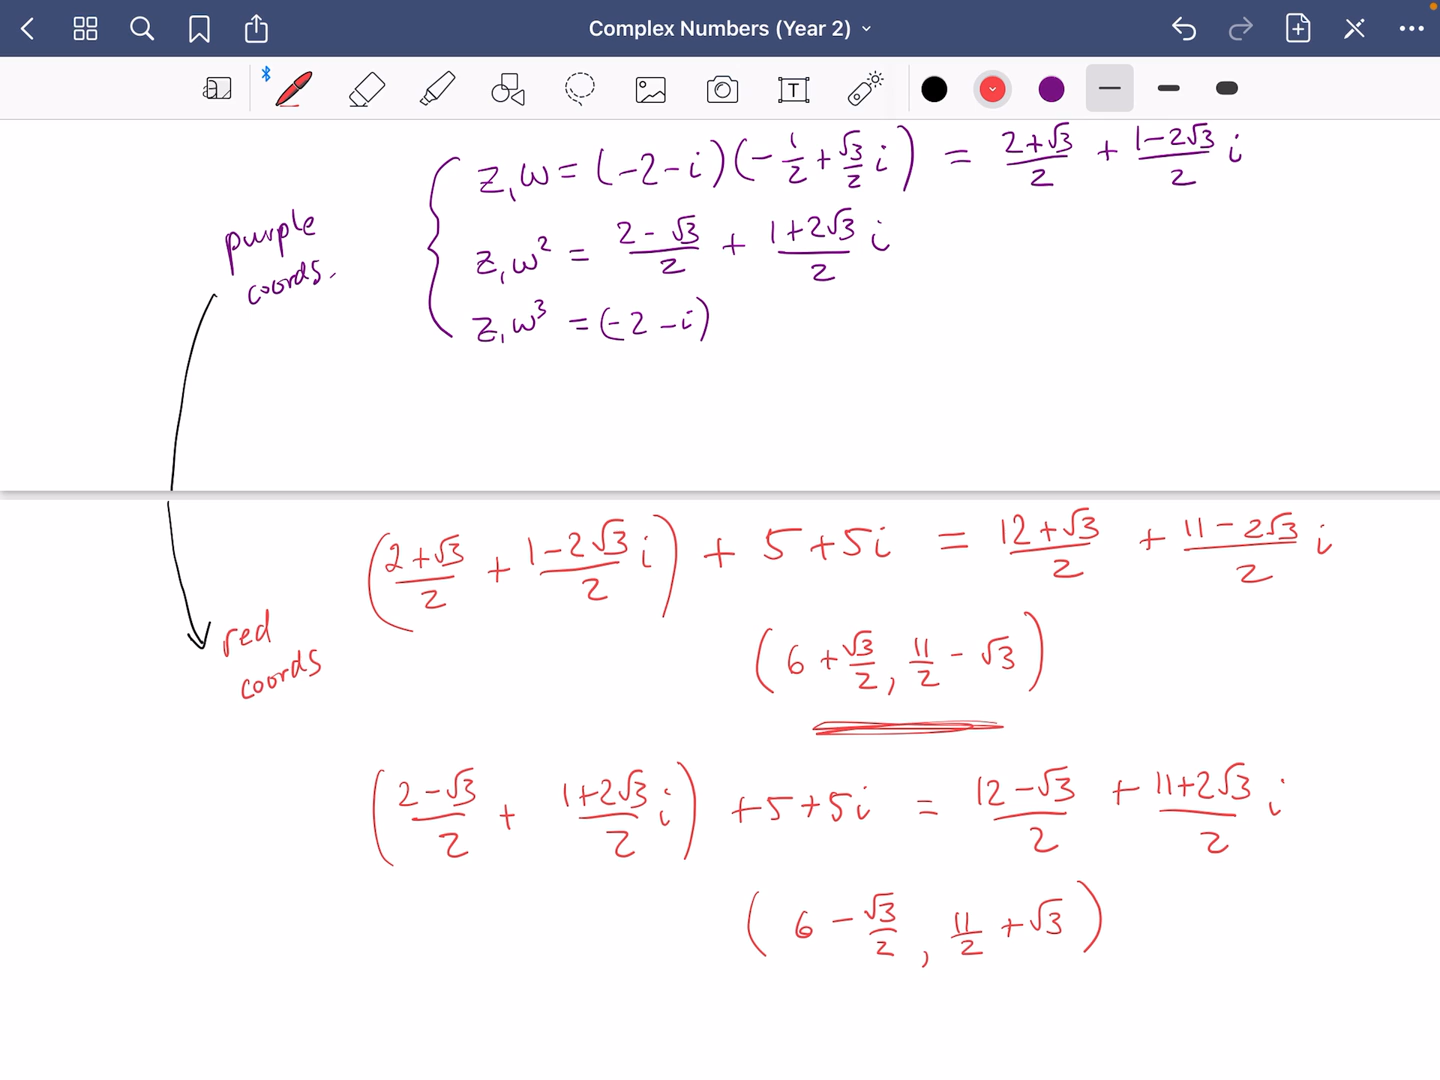 Complex Numbers (Year 2)
z₁ω = (-2-i)(-1/2 + √3/2 i) = (2+√3)/2 + (1-2√3)/2 i
purple coords.
z₁ω² = (2-√3)/2 + (1+2√3)/2 i
z₁ω³ = (-2-i)
((2+√3)/2 + (1-2√3)/2 i) + 5+5i = (12+√3)/2 + (11-2√3)/2 i
red coords
(6 + √3/2, 11/2 - √3)
((2-√3)/2 + (1+2√3)/2 i) + 5+5i = (12-√3)/2 + (11+2√3)/2 i
(6 - √3/2, 11/2 + √3)